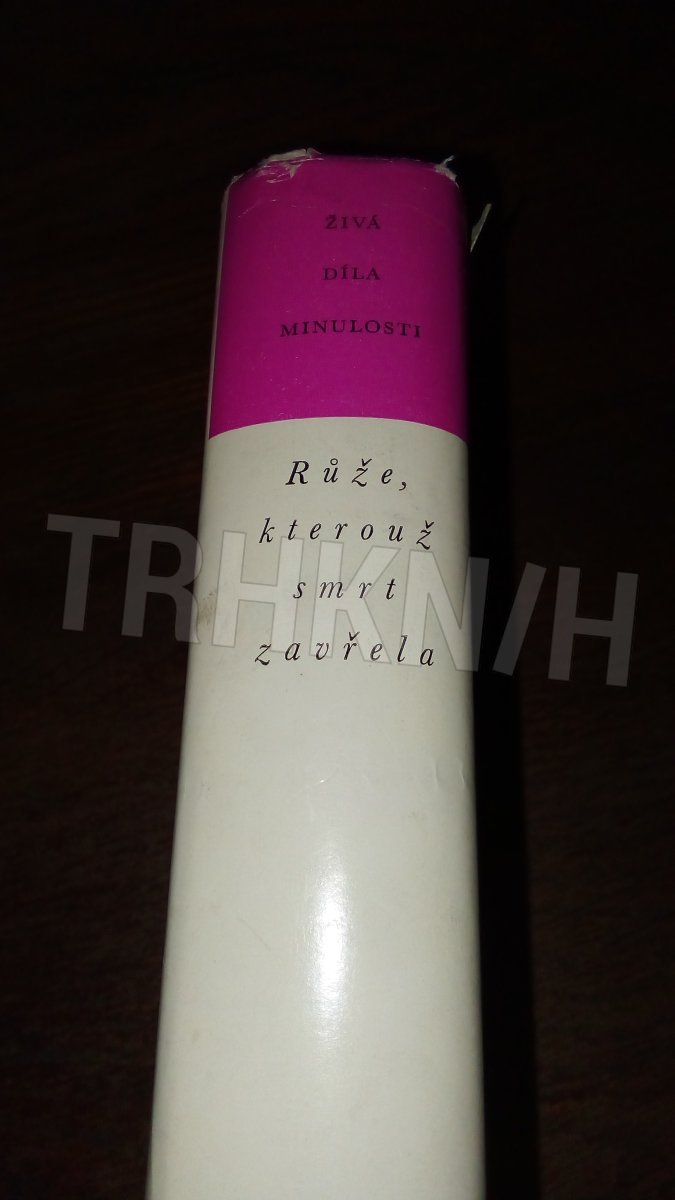 ŽIVÁ
DÍLA
MINULOSTI
Růže,
kterouž
smrt
zavřela
TRHKNIH